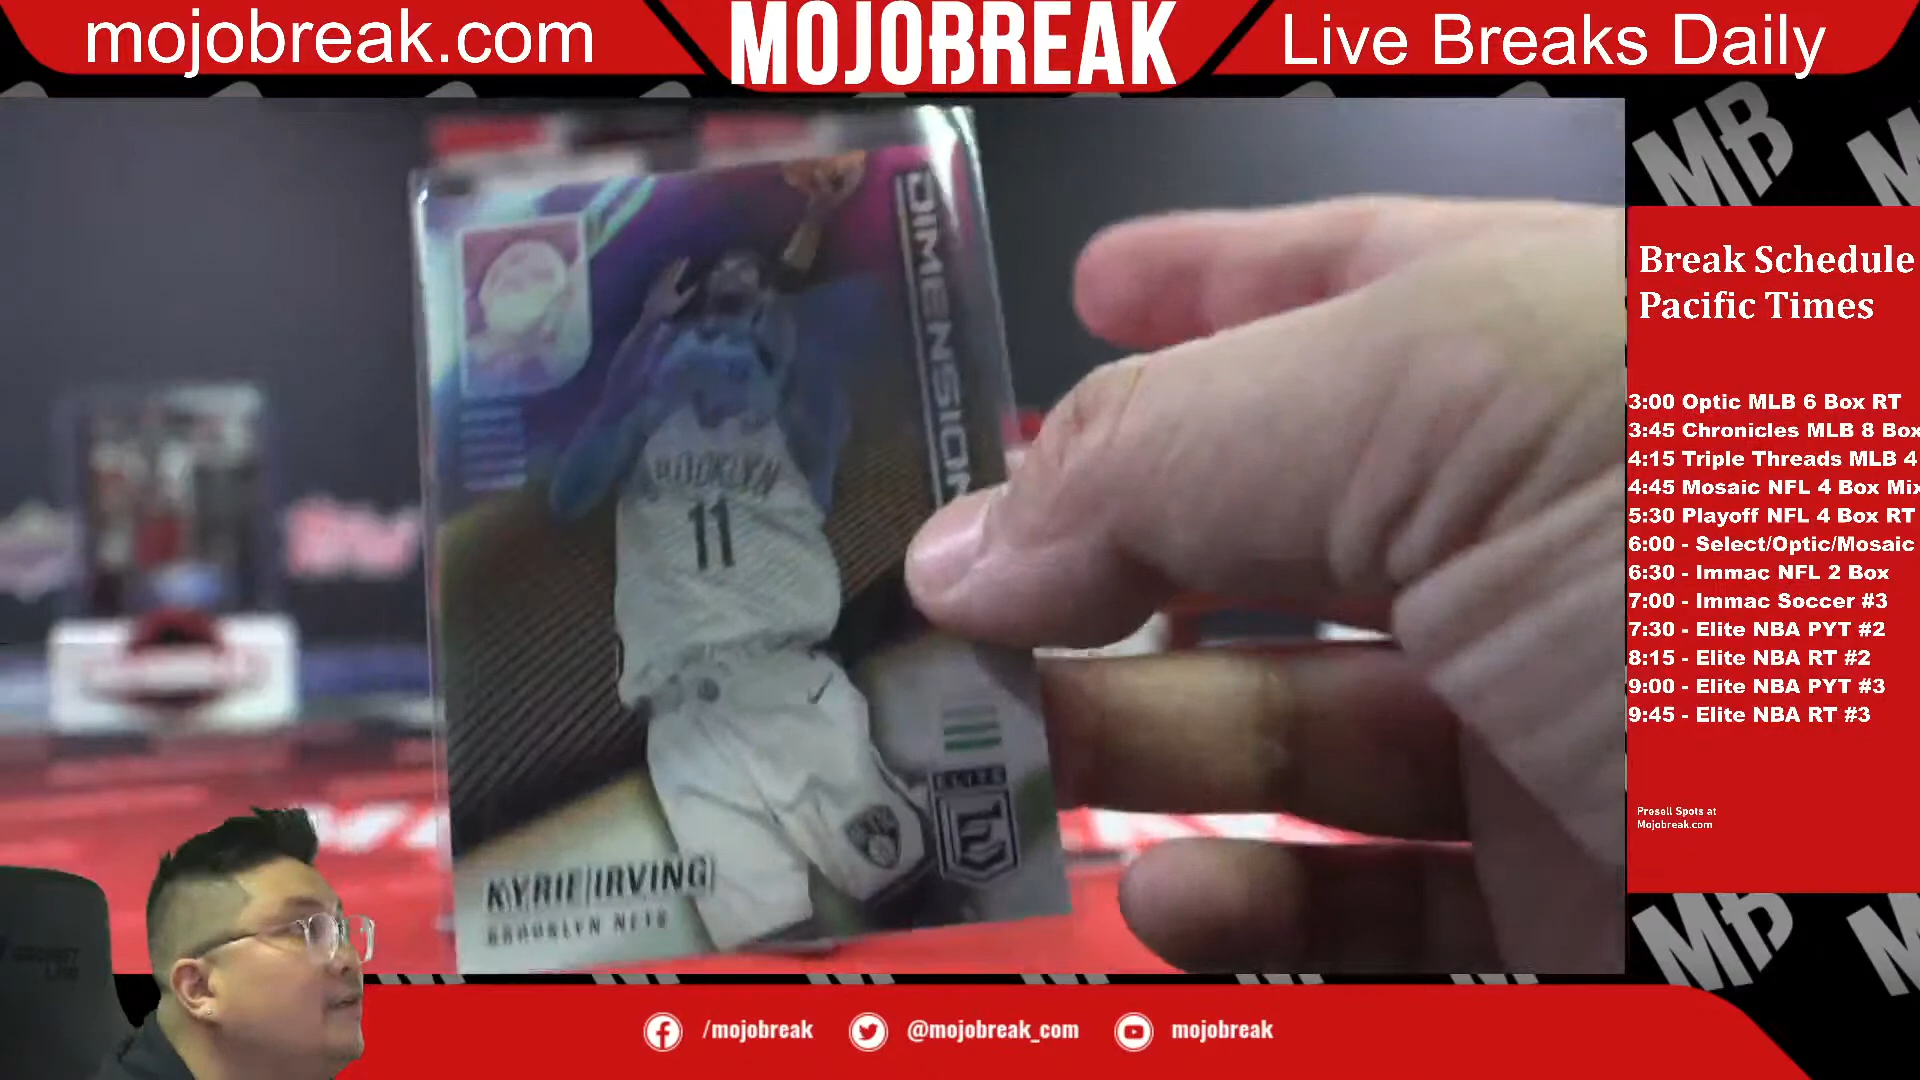 mojobreak.com
MOJOBREAK
Live Breaks Daily
MB
DIMENSION
BROOKLYN
11
ELITE
KYRIE IRVING
BROOKLYN NETS
Break Schedule
Pacific Times
3:00 Optic MLB 6 Box RT
3:45 Chronicles MLB 8 Box
4:15 Triple Threads MLB 4
4:45 Mosaic NFL 4 Box Mix
5:30 Playoff NFL 4 Box RT
6:00 - Select/Optic/Mosaic
6:30 - Immac NFL 2 Box
7:00 - Immac Soccer #3
7:30 - Elite NBA PYT #2
8:15 - Elite NBA RT #2
9:00 - Elite NBA PYT #3
9:45 - Elite NBA RT #3
Presell Spots at
Mojobreak.com
MB
/mojobreak
@mojobreak_com
mojobreak